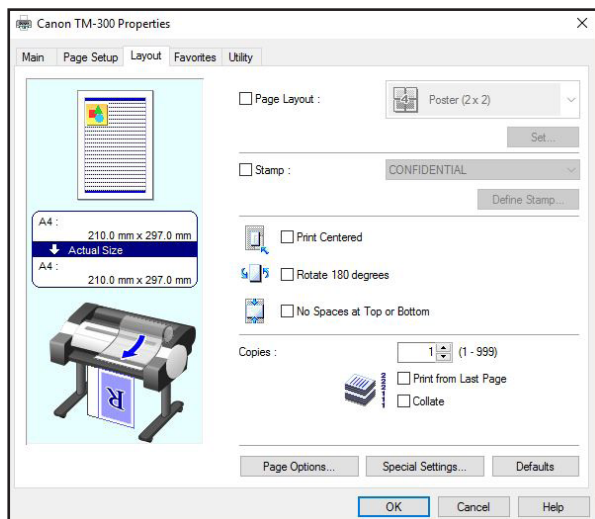 Canon TM-300 Properties
Main Page Setup Layout Favorites Utility
Page Layout :
4
Poster (2 x 2)
Set...
Stamp :
CONFIDENTIAL
Define Stamp...
A4 :
210.0 mm x 297.0 mm
Actual Size
A4 :
210.0 mm x 297.0 mm
Print Centered
Rotate 180 degrees
No Spaces at Top or Bottom
R
Copies :
1 (1 - 999)
Print from Last Page
Collate
Page Options... Special Settings... Defaults
OK Cancel Help